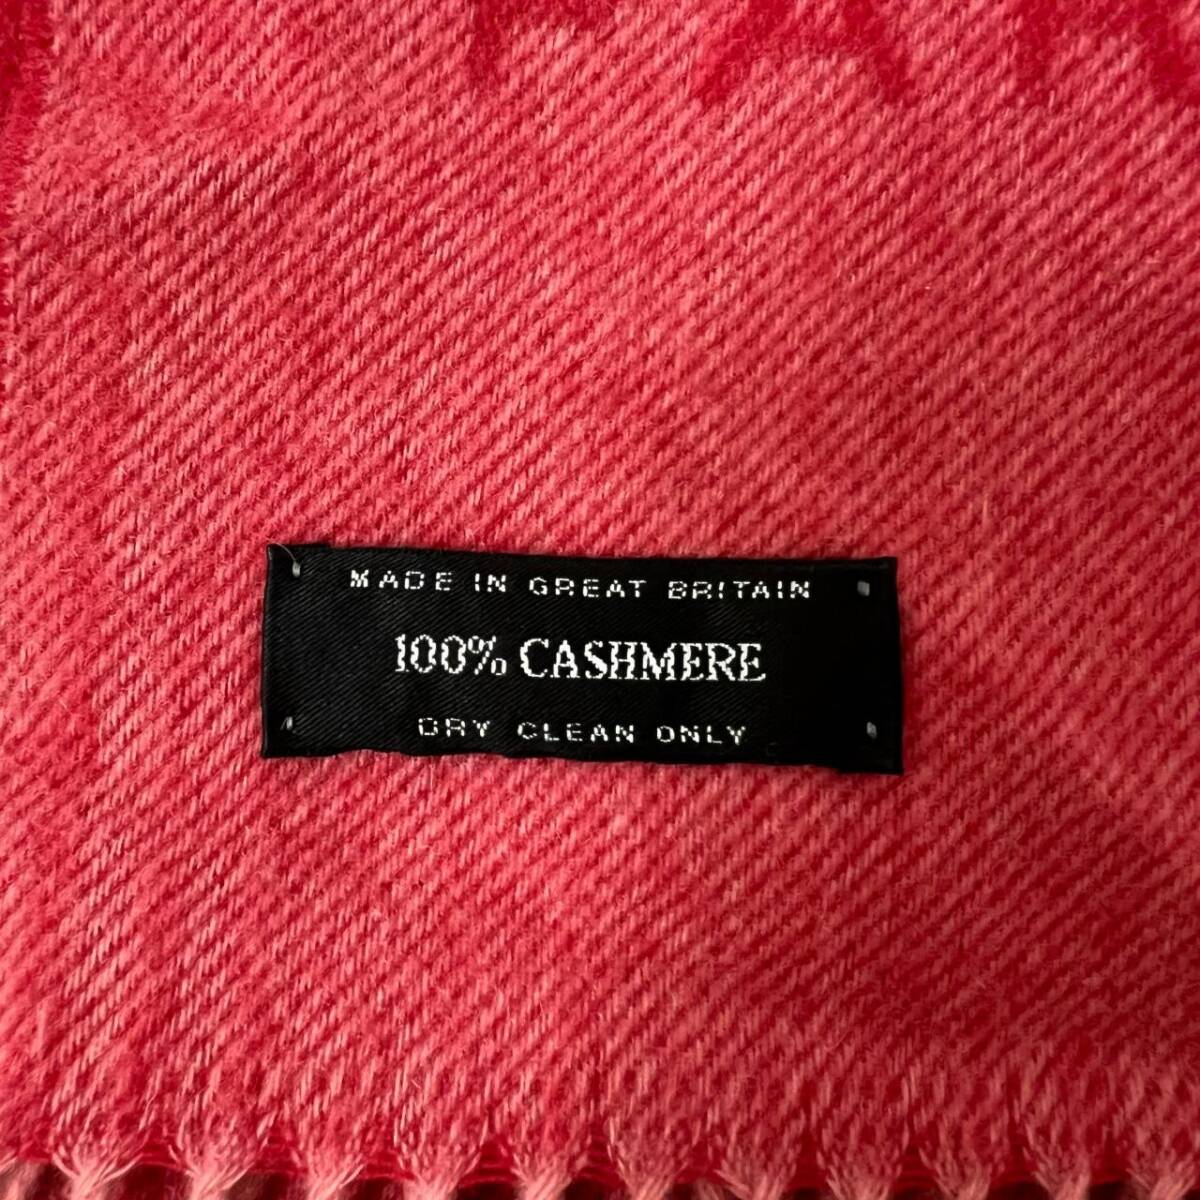 MADE IN GREAT BRITAIN
100% CASHMERE
DRY CLEAN ONLY